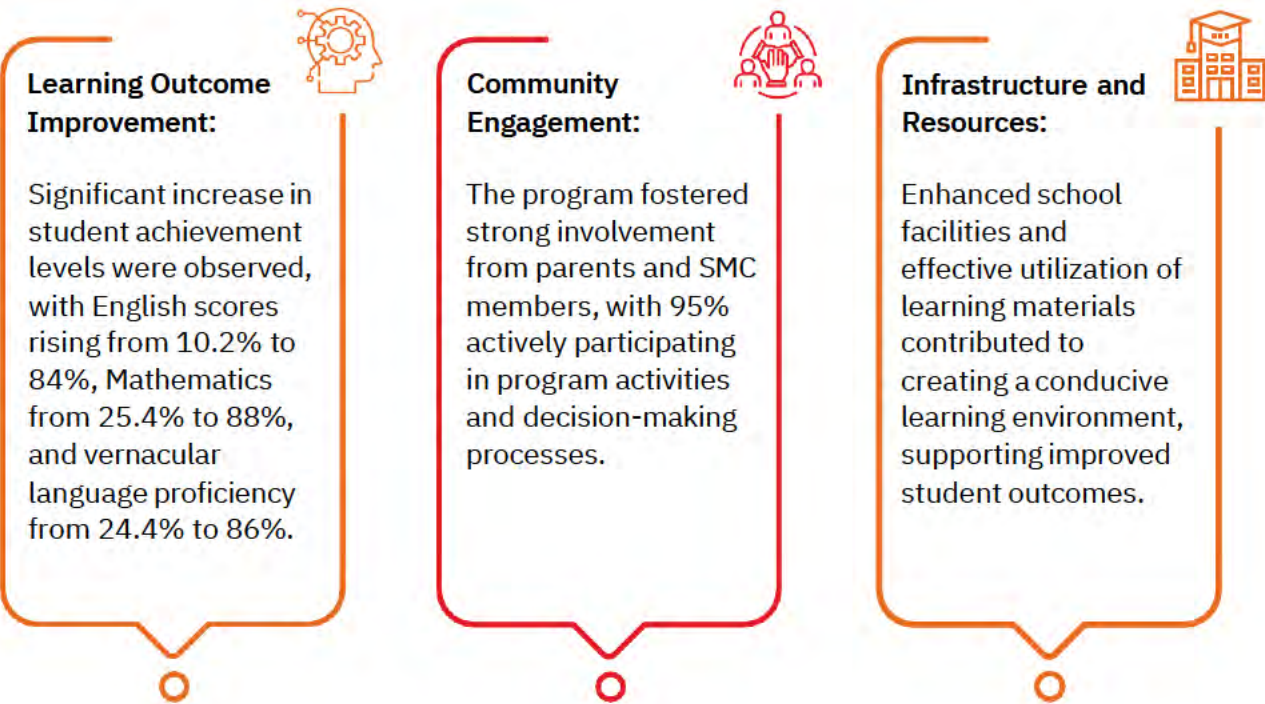 Learning Outcome
Improvement:
Significant increase in
student achievement
levels were observed,
with English scores
rising from 10.2% to
84%, Mathematics
from 25.4% to 88%,
and vernacular
language proficiency
from 24.4% to 86%.
Community
Engagement:
The program fostered
strong involvement
from parents and SMC
members, with 95%
actively participating
in program activities
and decision-making
processes.
Infrastructure and
Resources:
Enhanced school
facilities and
effective utilization of
learning materials
contributed to
creating a conducive
learning environment,
supporting improved
student outcomes.